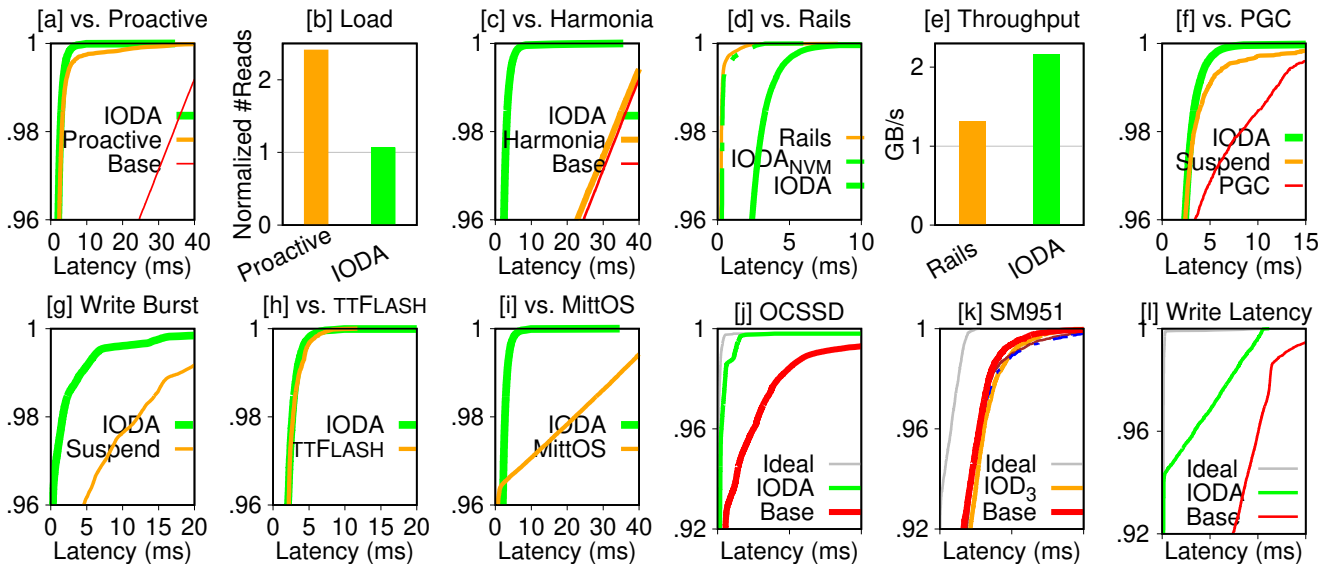 [a] vs. Proactive
1
.98
.96
0 10 20 30 40
Latency (ms)
IODA
Proactive
Base
[b] Load
Normalized #Reads
2
1
0
Proactive
IODA
[c] vs. Harmonia
1
.98
.96
0 10 20 30 40
Latency (ms)
IODA
Harmonia
Base
[d] vs. Rails
1
.98
.96
0 5 10
Latency (ms)
Rails
IODA_NVM
IODA
[e] Throughput
GB/s
2
1
0
Rails
IODA
[f] vs. PGC
1
.98
.96
0 5 10 15
Latency (ms)
IODA
Suspend
PGC
[g] Write Burst
1
.98
.96
0 5 10 15 20
Latency (ms)
IODA
Suspend
[h] vs. TTFLASH
1
.98
.96
0 5 10 15 20
Latency (ms)
IODA
TTFLASH
[i] vs. MittOS
1
.98
.96
0 10 20 30 40
Latency (ms)
IODA
MittOS
[j] OCSSD
1
.96
.92
Latency (ms)
Ideal
IODA
Base
[k] SM951
1
.96
.92
Latency (ms)
Ideal
IOD₃
Base
[l] Write Latency
1
.96
.92
Latency (ms)
Ideal
IODA
Base